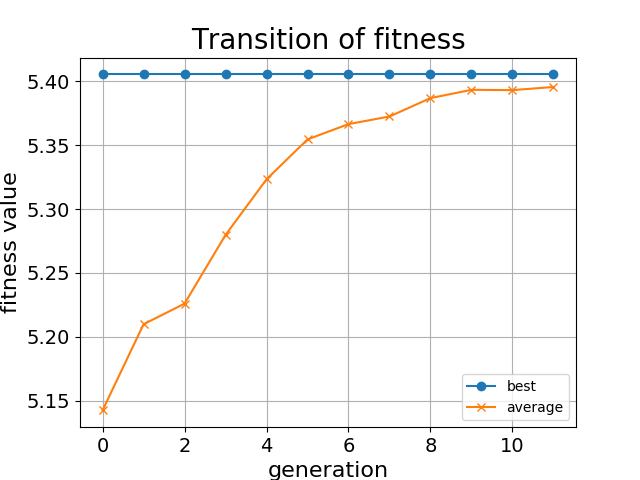 Transition of fitness
fitness value
5.40
5.35
5.30
5.25
5.20
5.15
0 2 4 6 8 10
generation
best
average